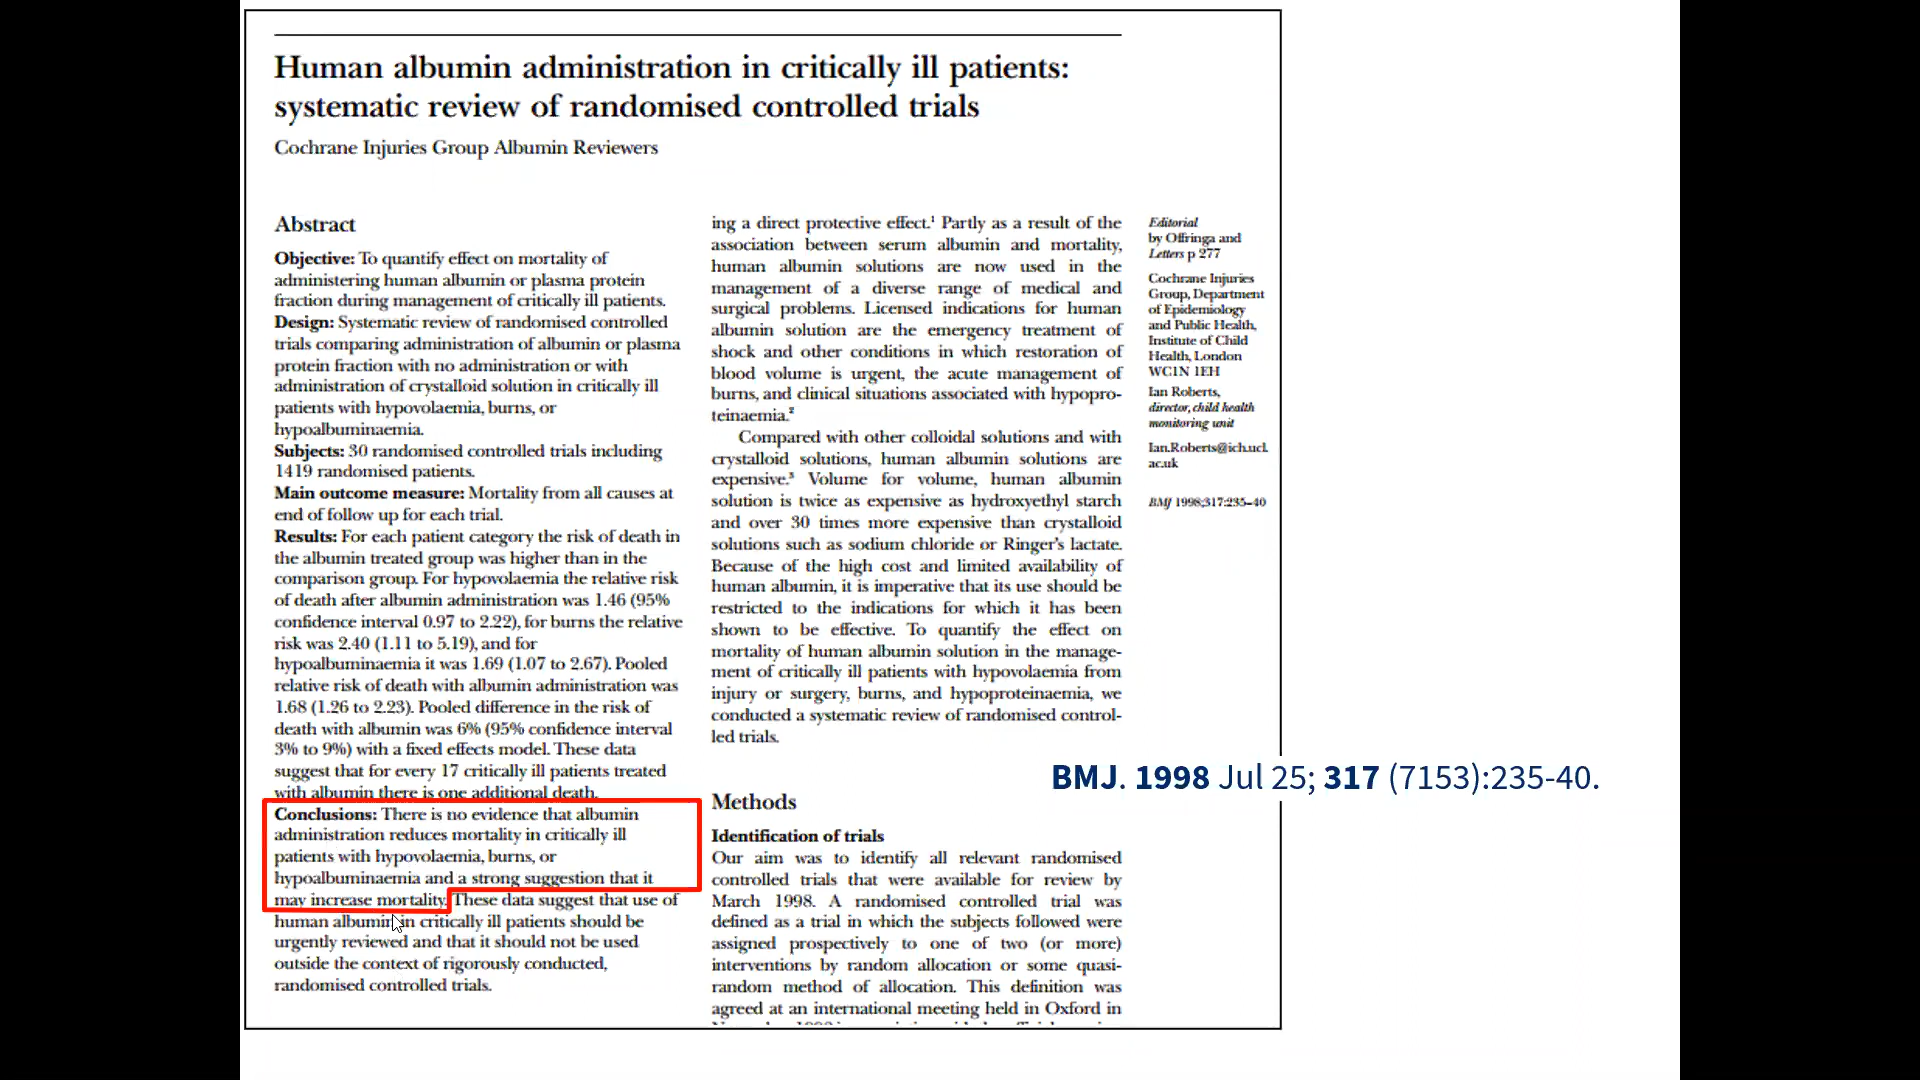 Human albumin administration in critically ill patients:
systematic review of randomised controlled trials
Cochrane Injuries Group Albumin Reviewers
Abstract
Objective: To quantify effect on mortality of
administering human albumin or plasma protein
fraction during management of critically ill patients.
Design: Systematic review of randomised controlled
trials comparing administration of albumin or plasma
protein fraction with no administration or with
administration of crystalloid solution in critically ill
patients with hypovolaemia, burns, or
hypoalbuminaemia.
Subjects: 30 randomised controlled trials including
1419 randomised patients.
Main outcome measure: Mortality from all causes at
end of follow up for each trial.
Results: For each patient category the risk of death in
the albumin treated group was higher than in the
comparison group. For hypovolaemia the relative risk
of death after albumin administration was 1.46 (95%
confidence interval 0.97 to 2.22), for burns the relative
risk was 2.40 (1.11 to 5.19), and for
hypoalbuminaemia it was 1.69 (1.07 to 2.67). Pooled
relative risk of death with albumin administration was
1.68 (1.26 to 2.23). Pooled difference in the risk of
death with albumin was 6% (95% confidence interval
3% to 9%) with a fixed effects model. These data
suggest that for every 17 critically ill patients treated
with albumin there is one additional death.
Conclusions: There is no evidence that albumin
administration reduces mortality in critically ill
patients with hypovolaemia, burns, or
hypoalbuminaemia and a strong suggestion that it
may increase mortality. These data suggest that use of
human albumin in critically ill patients should be
urgently reviewed and that it should not be used
outside the context of rigorously conducted,
randomised controlled trials.
ing a direct protective effect.¹ Partly as a result of the
association between serum albumin and mortality,
human albumin solutions are now used in the
management of a diverse range of medical and
surgical problems. Licensed indications for human
albumin solution are the emergency treatment of
shock and other conditions in which restoration of
blood volume is urgent, the acute management of
burns, and clinical situations associated with hypopro-
teinaemia.²
Compared with other colloidal solutions and with
crystalloid solutions, human albumin solutions are
expensive.³ Volume for volume, human albumin
solution is twice as expensive as hydroxyethyl starch
and over 30 times more expensive than crystalloid
solutions such as sodium chloride or Ringer's lactate.
Because of the high cost and limited availability of
human albumin, it is imperative that its use should be
restricted to the indications for which it has been
shown to be effective. To quantify the effect on
mortality of human albumin solution in the manage-
ment of critically ill patients with hypovolaemia from
injury or surgery, burns, and hypoproteinaemia, we
conducted a systematic review of randomised control-
led trials.
Methods
Identification of trials
Our aim was to identify all relevant randomised
controlled trials that were available for review by
March 1998. A randomised controlled trial was
defined as a trial in which the subjects followed were
assigned prospectively to one of two (or more)
interventions by random allocation or some quasi-
random method of allocation. This definition was
agreed at an international meeting held in Oxford in
Editorial
by Offringa and
Letters p 277
Cochrane Injuries
Group, Department
of Epidemiology
and Public Health,
Institute of Child
Health, London
WC1N 1EH
Ian Roberts,
director, child health
monitoring unit
Ian.Roberts@ich.ucl.
ac.uk
BMJ 1998;317:235–40
BMJ. 1998 Jul 25; 317 (7153):235-40.